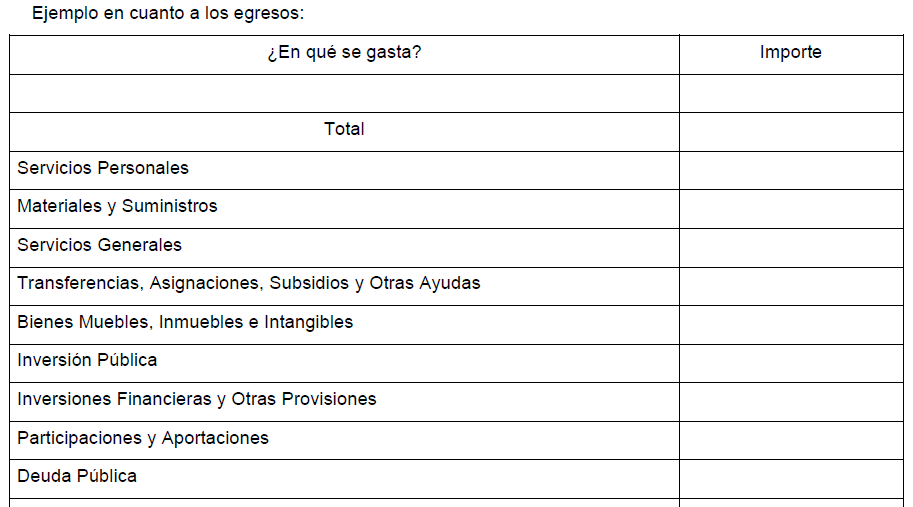 Ejemplo en cuanto a los egresos:
¿En qué se gasta? Importe
Total
Servicios Personales
Materiales y Suministros
Servicios Generales
Transferencias, Asignaciones, Subsidios y Otras Ayudas
Bienes Muebles, Inmuebles e Intangibles
Inversión Pública
Inversiones Financieras y Otras Provisiones
Participaciones y Aportaciones
Deuda Pública